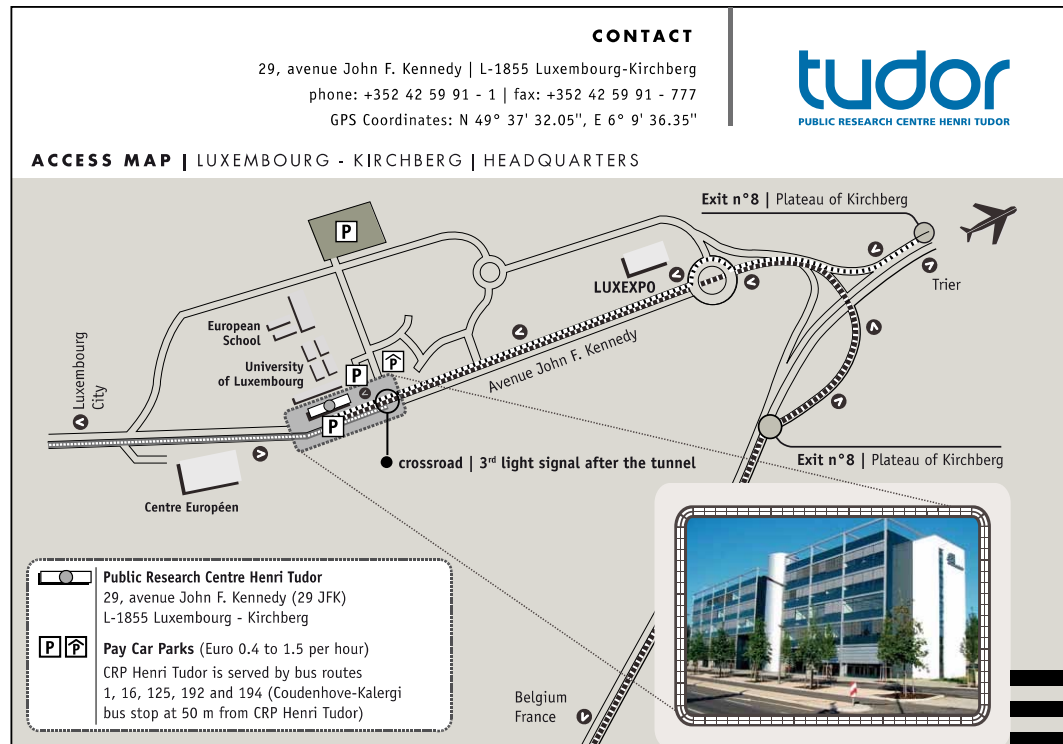 CONTACT
29, avenue John F. Kennedy | L-1855 Luxembourg-Kirchberg
phone: +352 42 59 91 - 1 | fax: +352 42 59 91 - 777
GPS Coordinates: N 49° 37' 32.05", E 6° 9' 36.35"
tudor
PUBLIC RESEARCH CENTRE HENRI TUDOR
ACCESS MAP | LUXEMBOURG - KIRCHBERG | HEADQUARTERS
Exit n°8 | Plateau of Kirchberg
P
LUXEXPO
Trier
European
School
University
of Luxembourg
P
P
P
Avenue John F. Kennedy
Luxembourg
City
crossroad | 3rd light signal after the tunnel
Exit n°8 | Plateau of Kirchberg
Centre Européen
Public Research Centre Henri Tudor
29, avenue John F. Kennedy (29 JFK)
L-1855 Luxembourg - Kirchberg
P P Pay Car Parks (Euro 0.4 to 1.5 per hour)
CRP Henri Tudor is served by bus routes
1, 16, 125, 192 and 194 (Coudenhove-Kalergi
bus stop at 50 m from CRP Henri Tudor)
Belgium
France